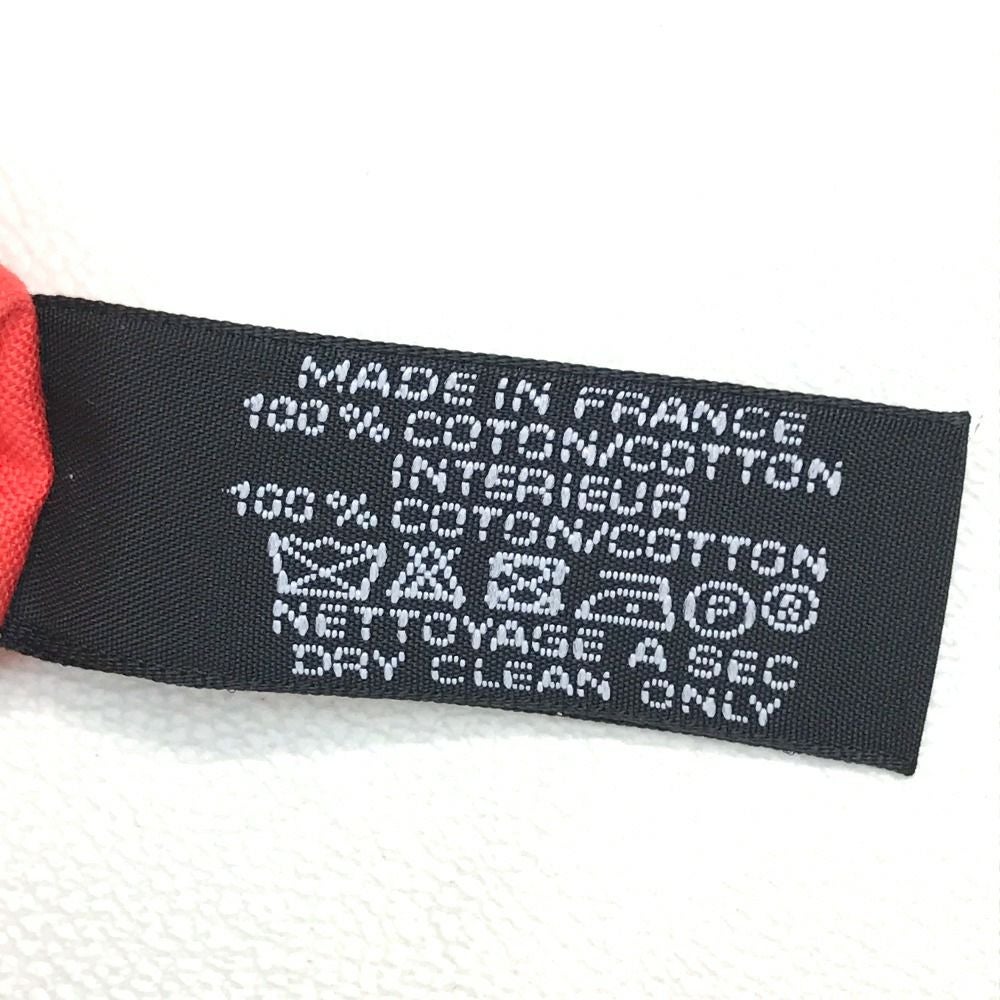 MADE IN FRANCE
100 % COTON/COTTON
INTERIEUR
100 % COTON/COTTON
P ®
NETTOYAGE A SEC
DRY CLEAN ONLY